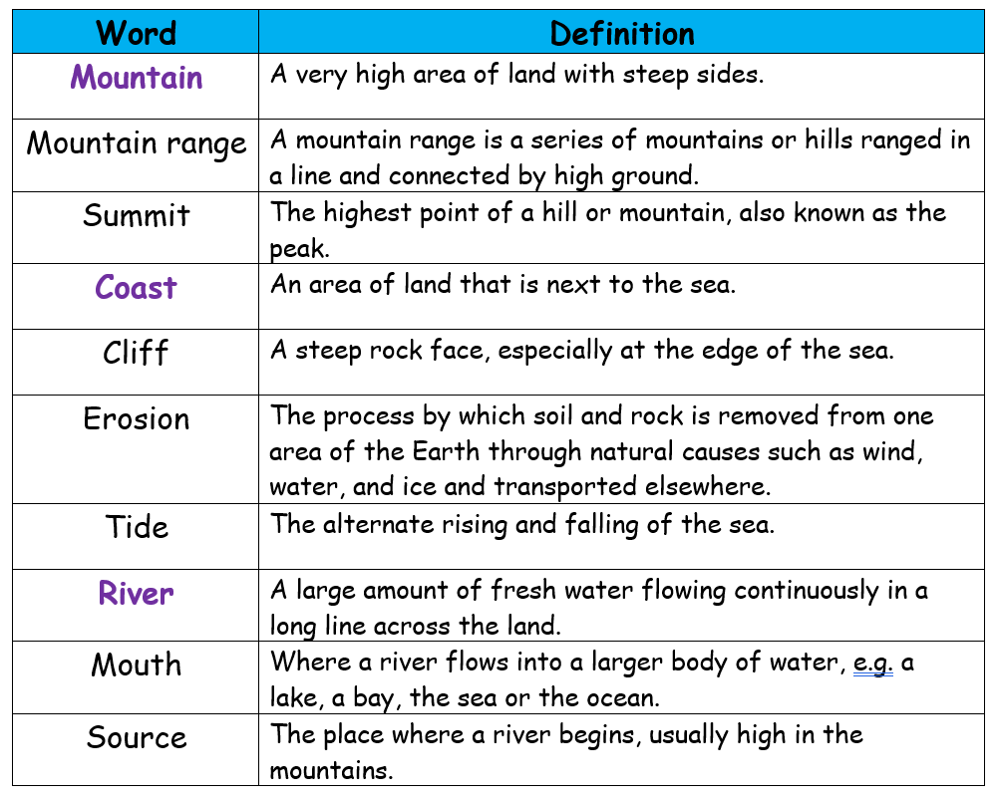 Word Definition
Mountain A very high area of land with steep sides.
Mountain range A mountain range is a series of mountains or hills ranged in
a line and connected by high ground.
Summit The highest point of a hill or mountain, also known as the
peak.
Coast An area of land that is next to the sea.
Cliff A steep rock face, especially at the edge of the sea.
Erosion The process by which soil and rock is removed from one
area of the Earth through natural causes such as wind,
water, and ice and transported elsewhere.
Tide The alternate rising and falling of the sea.
River A large amount of fresh water flowing continuously in a
long line across the land.
Mouth Where a river flows into a larger body of water, e.g. a
lake, a bay, the sea or the ocean.
Source The place where a river begins, usually high in the
mountains.